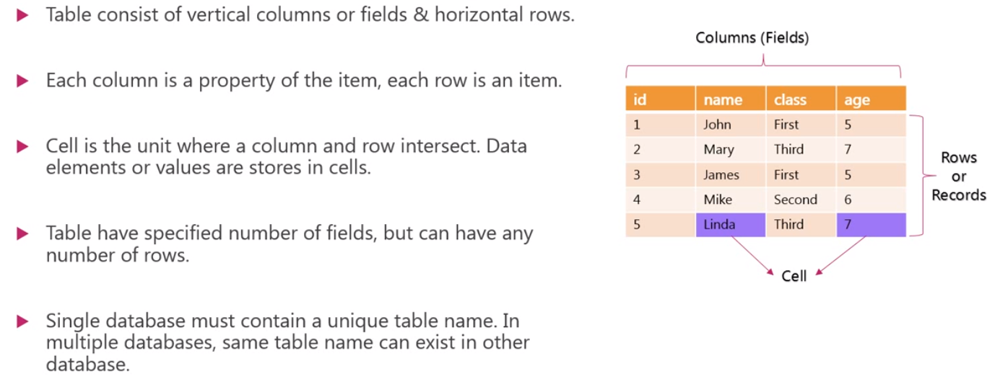 Table consist of vertical columns or fields & horizontal rows.
Each column is a property of the item, each row is an item.
Cell is the unit where a column and row intersect. Data
elements or values are stores in cells.
Table have specified number of fields, but can have any
number of rows.
Single database must contain a unique table name. In
multiple databases, same table name can exist in other
database.
Columns (Fields)
id name class age
1 John First 5
2 Mary Third 7
3 James First 5
4 Mike Second 6
5 Linda Third 7
Rows
or
Records
Cell